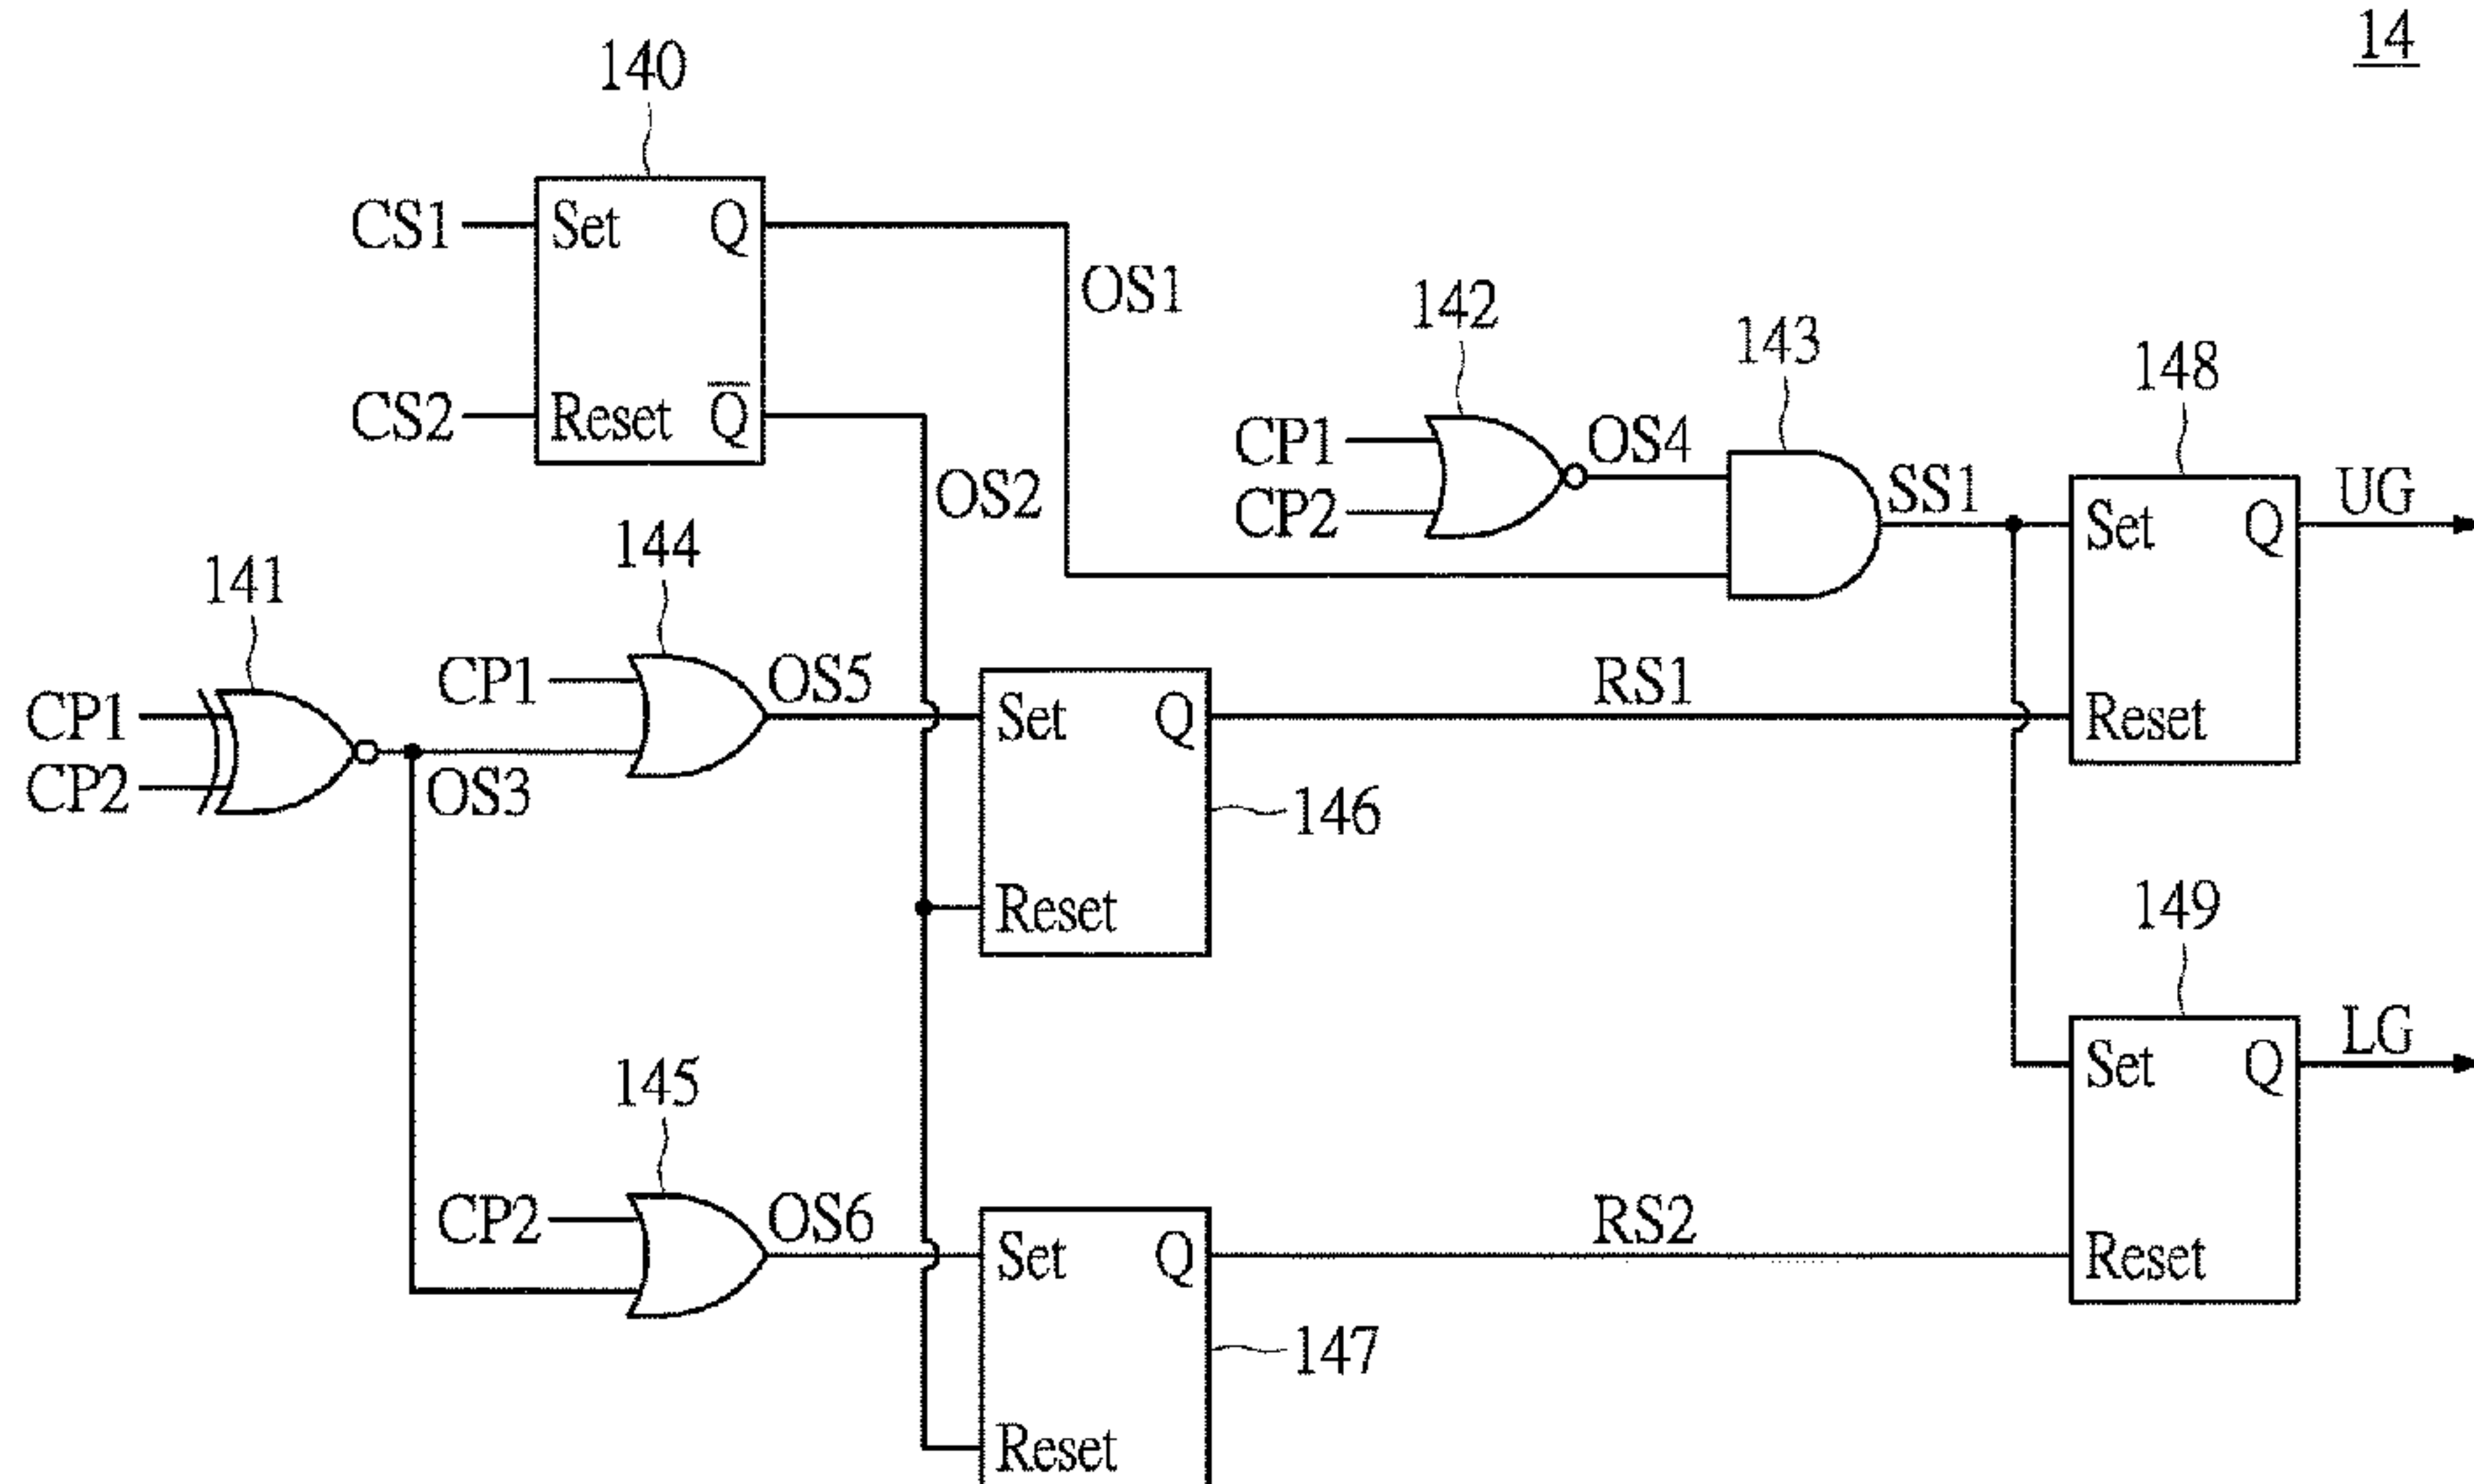 14
140
CS1
Set
Q
OS1
CS2
Reset
Q̅
OS2
142
CP1
CP2
OS4
143
SS1
148
Set
Q
UG
Reset
141
CP1
CP2
OS3
144
CP1
OS5
Set
Q
RS1
146
Reset
149
Set
Q
LG
Reset
145
CP2
OS6
Set
Q
RS2
147
Reset